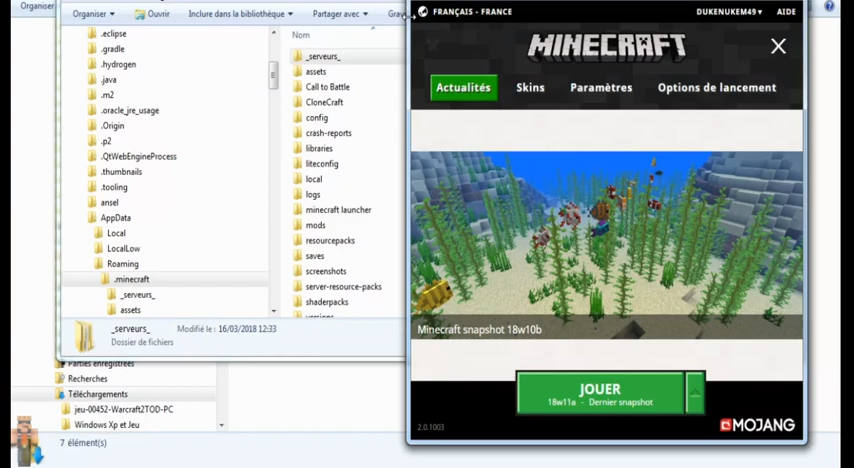 Organiser
Organiser ▾ Ouvrir Inclure dans la bibliothèque ▾ Partager avec ▾ Grav
.eclipse
.gradle
.hydrogen
.java
.m2
.oracle_jre_usage
.Origin
.p2
.QtWebEngineProcess
.thumbnails
.tooling
ansel
AppData
Local
LocalLow
Roaming
.minecraft
_serveurs_
assets
Nom
_serveurs_
assets
Call to Battle
CloneCraft
config
crash-reports
libraries
liteconfig
local
logs
minecraft launcher
mods
resourcepacks
saves
screenshots
server-resource-packs
shaderpacks
versions
_serveurs_ Modifié le : 16/03/2018 12:33
Dossier de fichiers
Parties enregistrées
Recherches
Téléchargements
jeu-00452-Warcraft2TOD-PC
Windows Xp et Jeu
7 élément(s)
FRANÇAIS - FRANCE DUKENUKEM49▾ AIDE
MINECRAFT
Actualités Skins Paramètres Options de lancement
Minecraft snapshot 18w10b
JOUER
18w11a - Dernier snapshot
2.0.1003 MOJANG